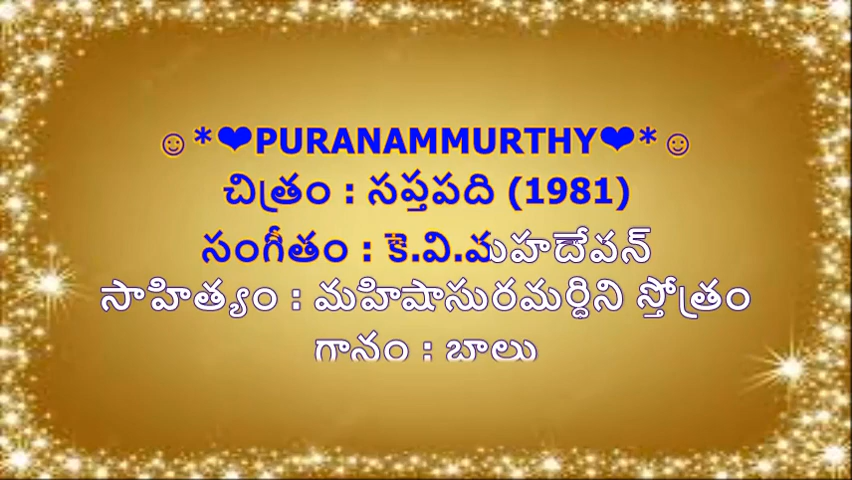 ☺*❤PURANAMMURTHY❤*☺
చిత్రం : సప్తపది (1981)
సంగీతం : కె.వి.మహదేవన్
సాహిత్యం : మహిషాసురమర్దిని స్తోత్రం
గానం : బాలు